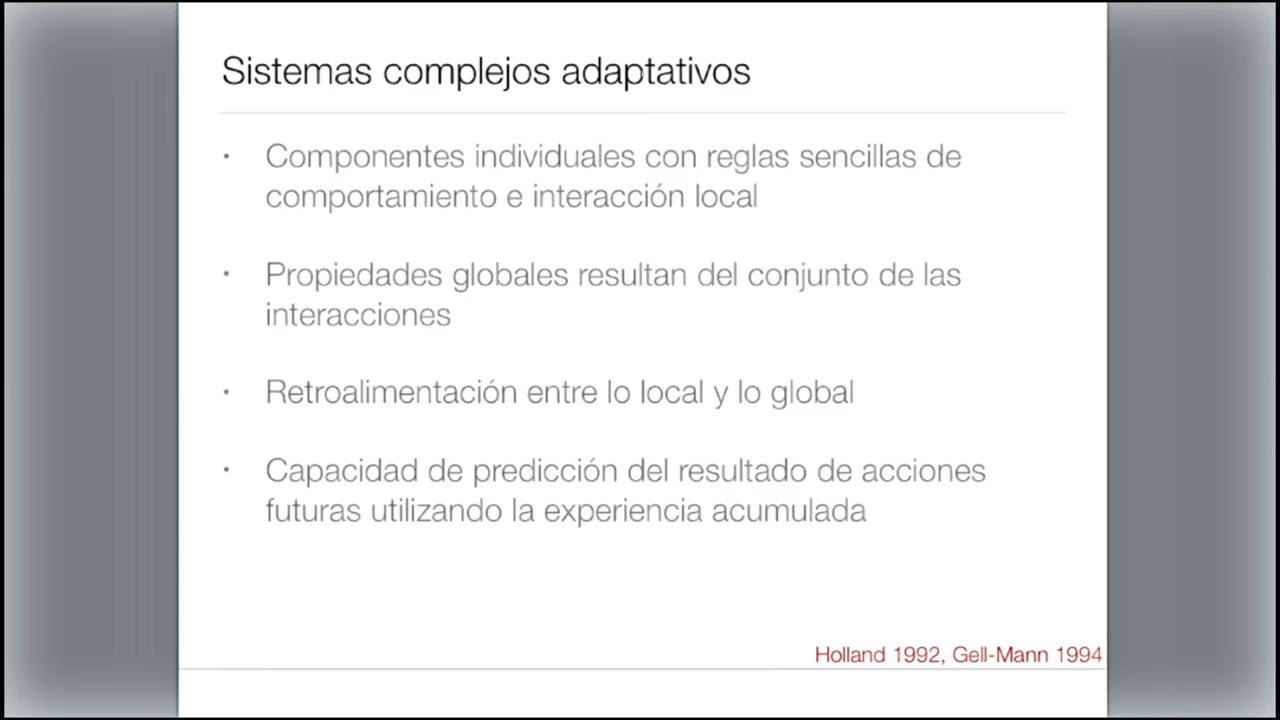 Sistemas complejos adaptativos
• Componentes individuales con reglas sencillas de
comportamiento e interacción local
• Propiedades globales resultan del conjunto de las
interacciones
• Retroalimentación entre lo local y lo global
• Capacidad de predicción del resultado de acciones
futuras utilizando la experiencia acumulada
Holland 1992, Gell-Mann 1994